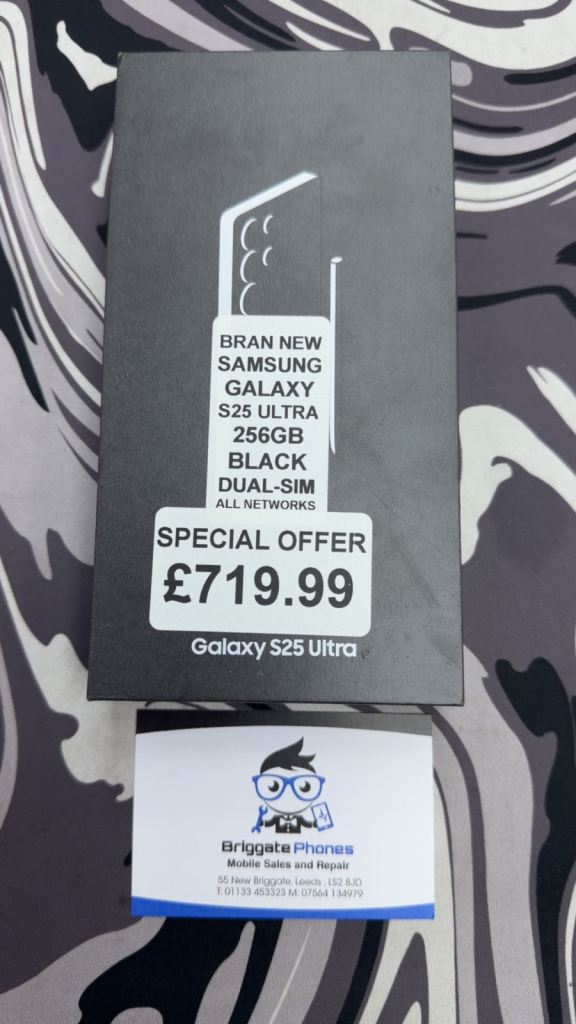 BRAN NEW
SAMSUNG
GALAXY
S25 ULTRA
256GB
BLACK
DUAL-SIM
ALL NETWORKS
SPECIAL OFFER
£719.99
Galaxy S25 Ultra
Briggate Phones
Mobile Sales and Repair
55 New Briggate, Leeds , LS2 8JD
T: 01133 453323 M: 07564 134979